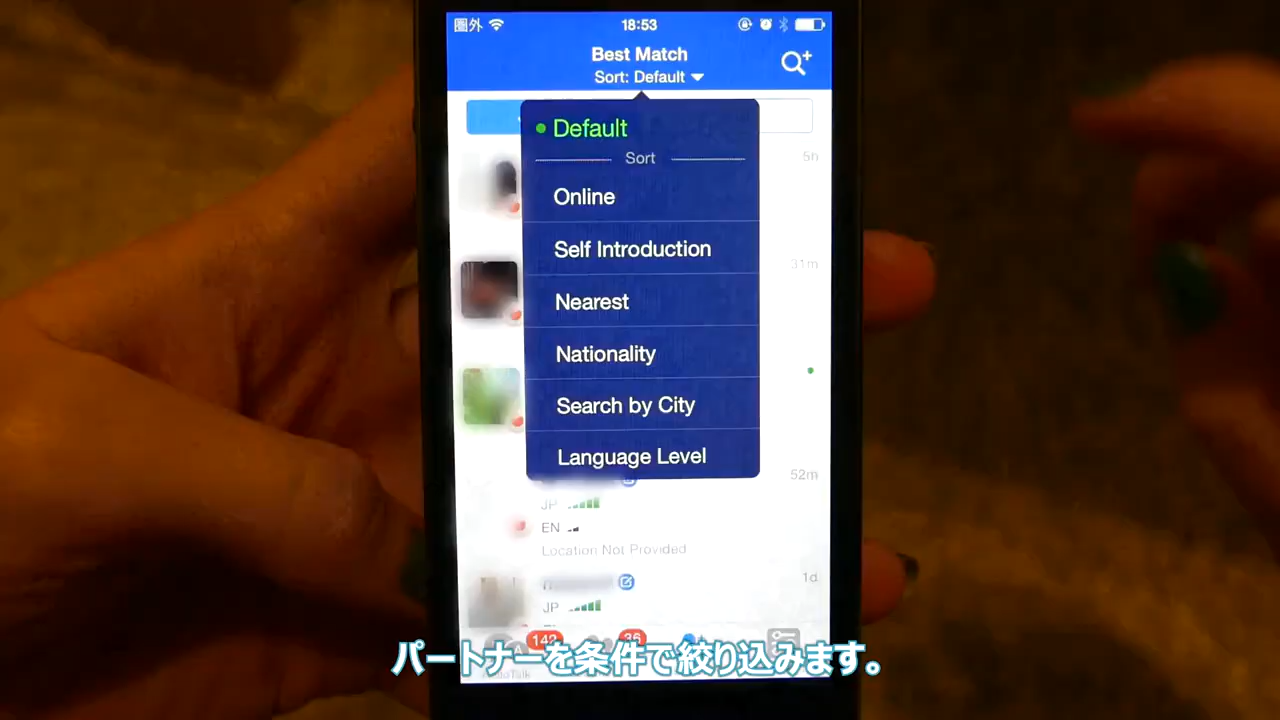 圏外 18:53
Best Match
Sort: Default
Default
Sort
5h
Online
Self Introduction
31m
Nearest
Nationality
Search by City
Language Level
52m
JP
EN
Location Not Provided
1d
JP
142 36
パートナーを条件で絞り込みます。